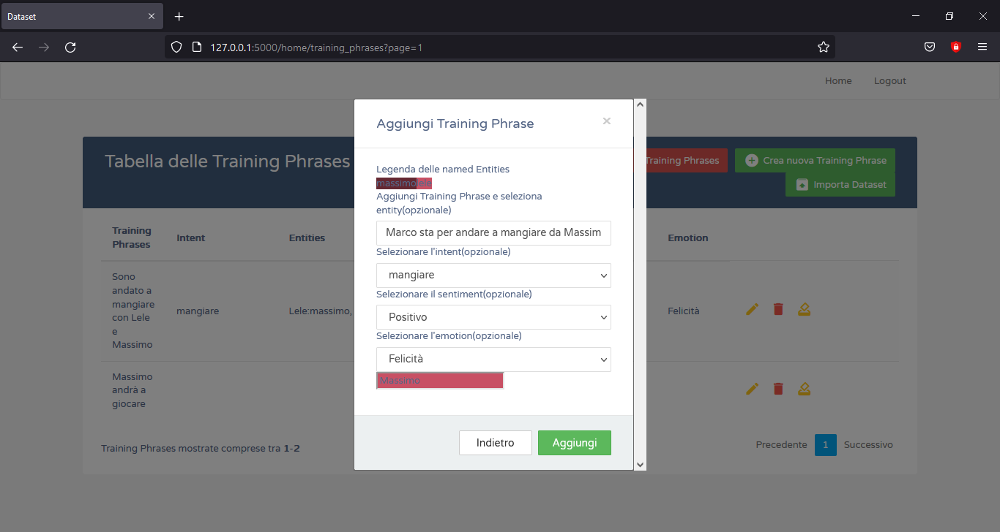 Dataset
127.0.0.1:5000/home/training_phrases?page=1
Home Logout
Tabella delle Training Phrases
Training Phrases
Crea nuova Training Phrase
Importa Dataset
Training
Phrases
Intent
Entities
Emotion
Sono
andato a
mangiare
con Lele
e
Massimo
mangiare
Lele:massimo,
Felicità
Massimo
andrà a
giocare
Training Phrases mostrate comprese tra 1-2
Precedente 1 Successivo
Aggiungi Training Phrase ×
Legenda delle named Entities
massimolele
Aggiungi Training Phrase e seleziona
entity(opzionale)
Marco sta per andare a mangiare da Massim
Selezionare l'intent(opzionale)
mangiare
Selezionare il sentiment(opzionale)
Positivo
Selezionare l'emotion(opzionale)
Felicità
Massimo
Indietro Aggiungi